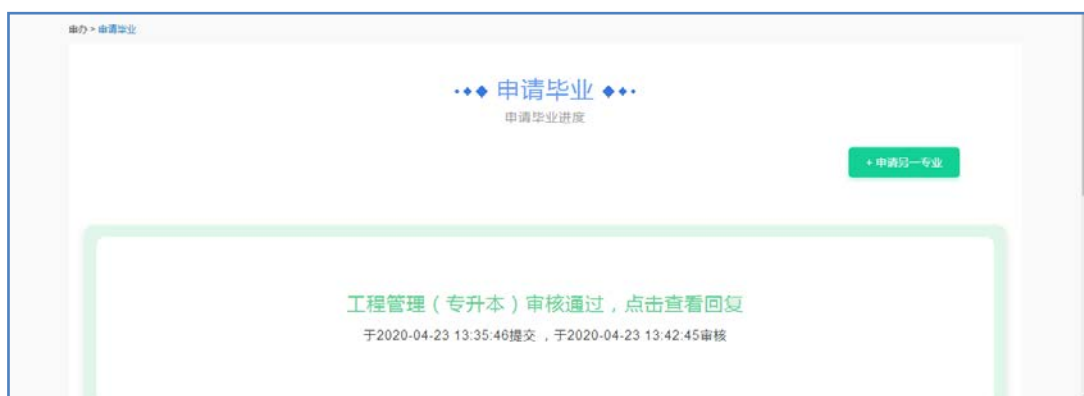 申办 > 申请毕业
申请毕业
申请毕业进度
+ 申请另一专业
工程管理（专升本）审核通过，点击查看回复
于2020-04-23 13:35:46提交 ，于2020-04-23 13:42:45审核